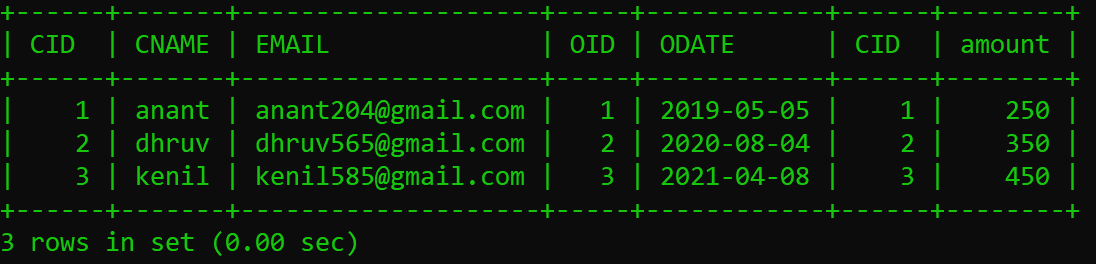 +------+-------+--------------------+-----+------------+------+--------+
| CID  | CNAME | EMAIL              | OID | ODATE      | CID  | amount |
+------+-------+--------------------+-----+------------+------+--------+
|    1 | anant | anant204@gmail.com |   1 | 2019-05-05 |    1 |    250 |
|    2 | dhruv | dhruv565@gmail.com |   2 | 2020-08-04 |    2 |    350 |
|    3 | kenil | kenil585@gmail.com |   3 | 2021-04-08 |    3 |    450 |
+------+-------+--------------------+-----+------------+------+--------+
3 rows in set (0.00 sec)